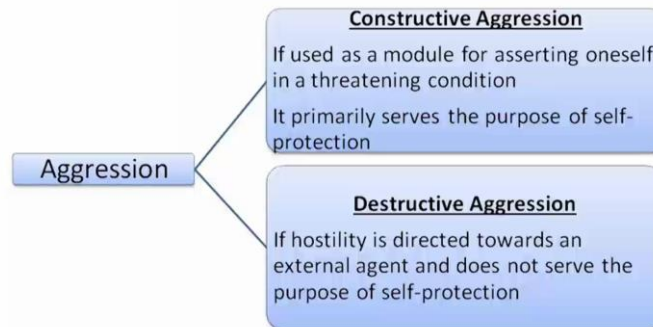 Constructive Aggression
If used as a module for asserting oneself
in a threatening condition
It primarily serves the purpose of self-
protection
Aggression
Destructive Aggression
If hostility is directed towards an
external agent and does not serve the
purpose of self-protection